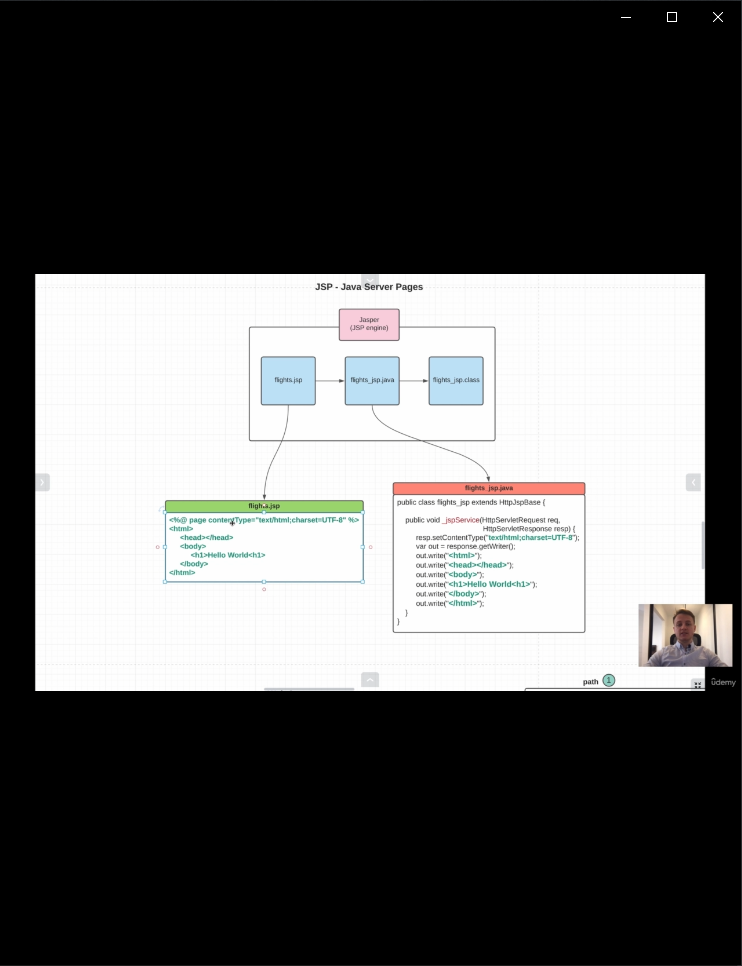 JSP - Java Server Pages
Jasper
(JSP engine)
flights.jsp
flights_jsp.java
flights_jsp.class
flights.jsp
<%@ page contentType="text/html;charset=UTF-8" %>
<html>
<head></head>
<body>
<h1>Hello World<h1>
</body>
</html>
flights_jsp.java
public class flights_jsp extends HttpJspBase {
public void _jspService(HttpServletRequest req,
HttpServletResponse resp) {
resp.setContentType("text/html;charset=UTF-8");
var out = response.getWriter();
out.write("<html>");
out.write("<head></head>");
out.write("<body>");
out.write("<h1>Hello World<h1>");
out.write("</body>");
out.write("</html>");
}
}
path 1
ûdemy